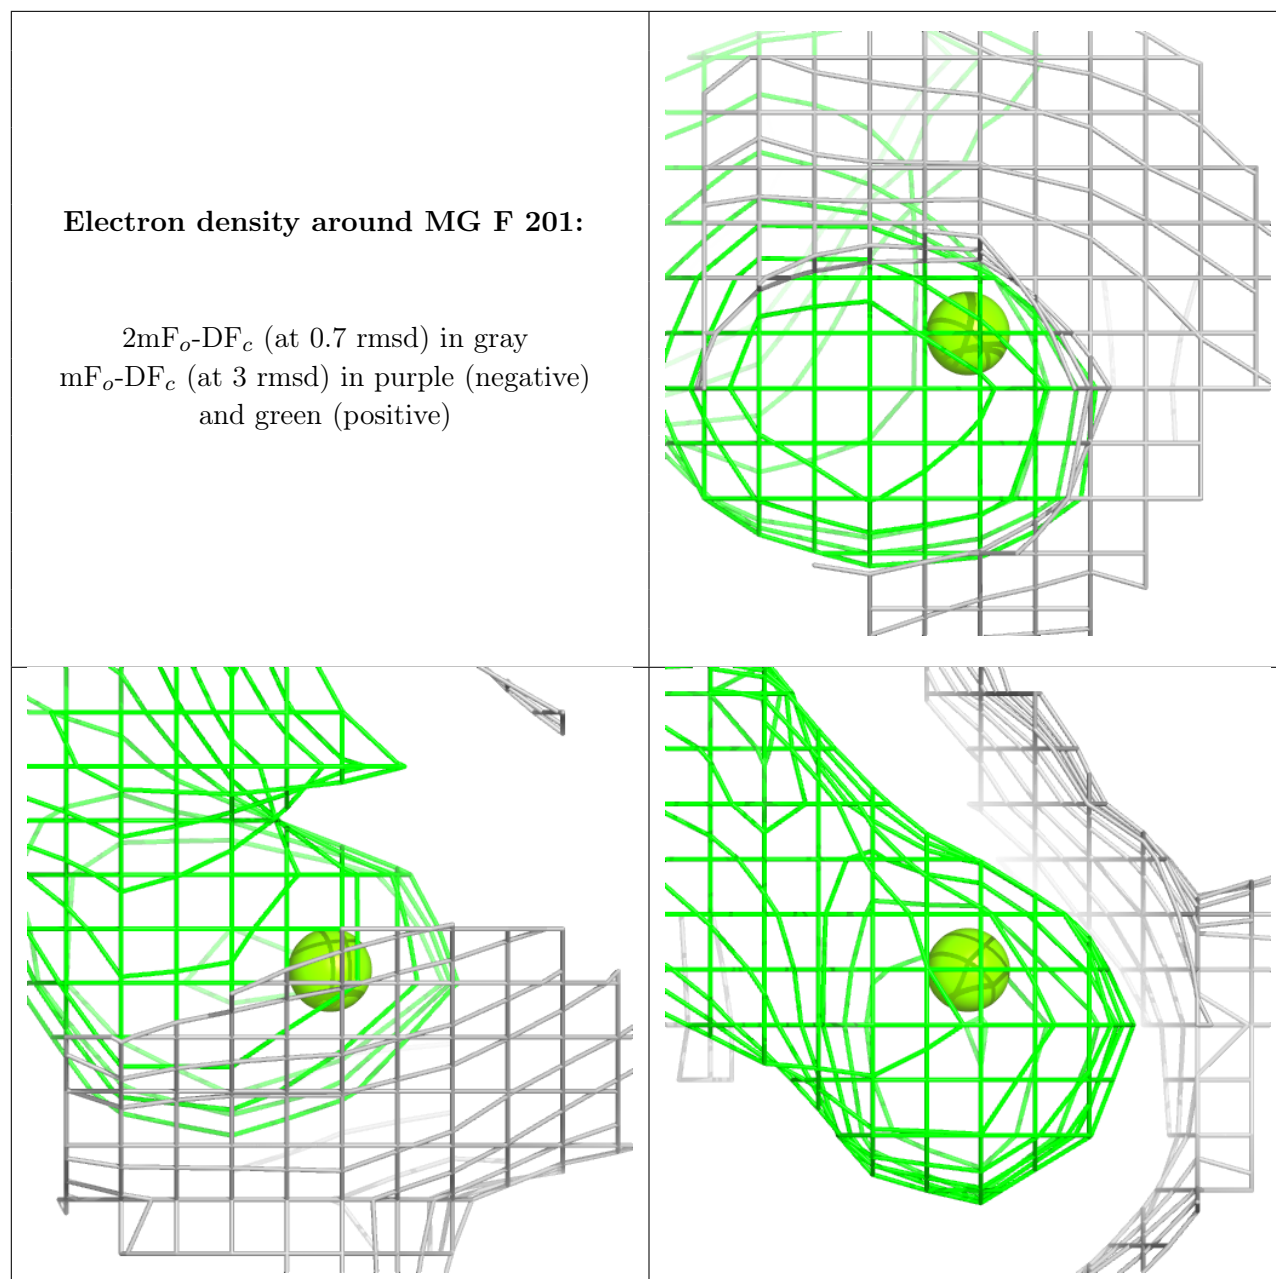 Electron density around MG F 201:
2mFo-DFc (at 0.7 rmsd) in gray
mFo-DFc (at 3 rmsd) in purple (negative)
and green (positive)